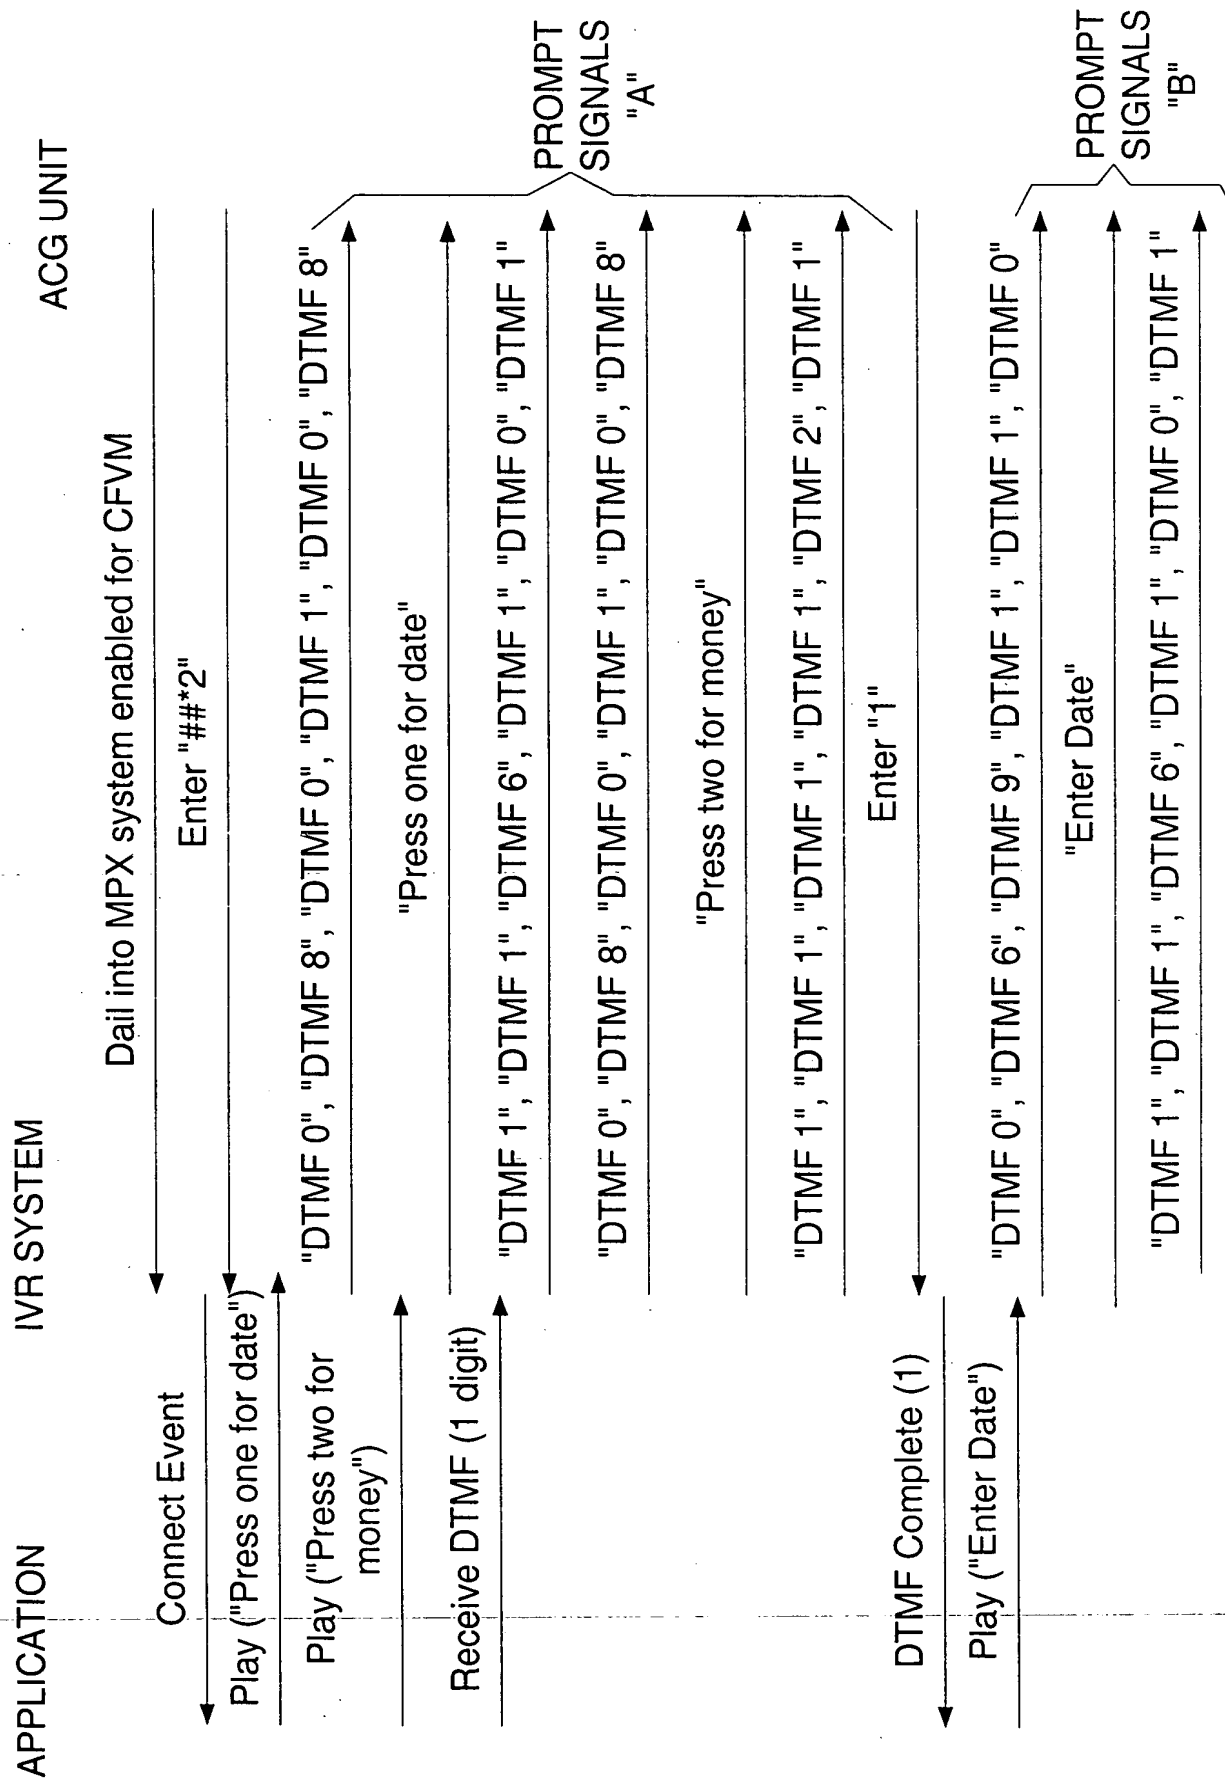 APPLICATION
IVR SYSTEM
ACG UNIT
Dail into MPX system enabled for CFVM
Connect Event
Enter "##*2"
Play ("Press one for date")
"DTMF 0", "DTMF 8", "DTMF 0", "DTMF 1", "DTMF 0", "DTMF 8"
Play ("Press two for
money")
"Press one for date"
Receive DTMF (1 digit)
"DTMF 1", "DTMF 1", "DTMF 6", "DTMF 1", "DTMF 0", "DTMF 1"
PROMPT
SIGNALS
"A"
"DTMF 0", "DTMF 8", "DTMF 0", "DTMF 1", "DTMF 0", "DTMF 8"
"Press two for money"
"DTMF 1", "DTMF 1", "DTMF 1", "DTMF 1", "DTMF 2", "DTMF 1"
Enter "1"
DTMF Complete (1)
Play ("Enter Date")
"DTMF 0", "DTMF 6", "DTMF 9", "DTMF 1", "DTMF 1", "DTMF 0"
"Enter Date"
PROMPT
SIGNALS
"B"
"DTMF 1", "DTMF 1", "DTMF 6", "DTMF 1", "DTMF 0", "DTMF 1"